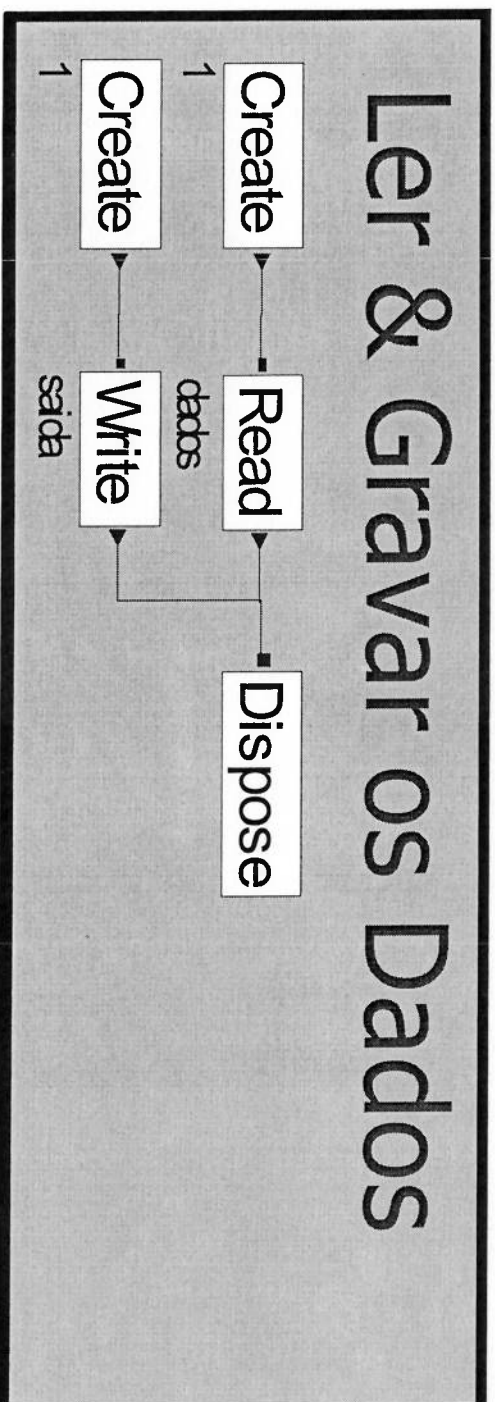 Ler & Gravar os Dados
Create Read Dispose
1 dados
Create Write
1 saida